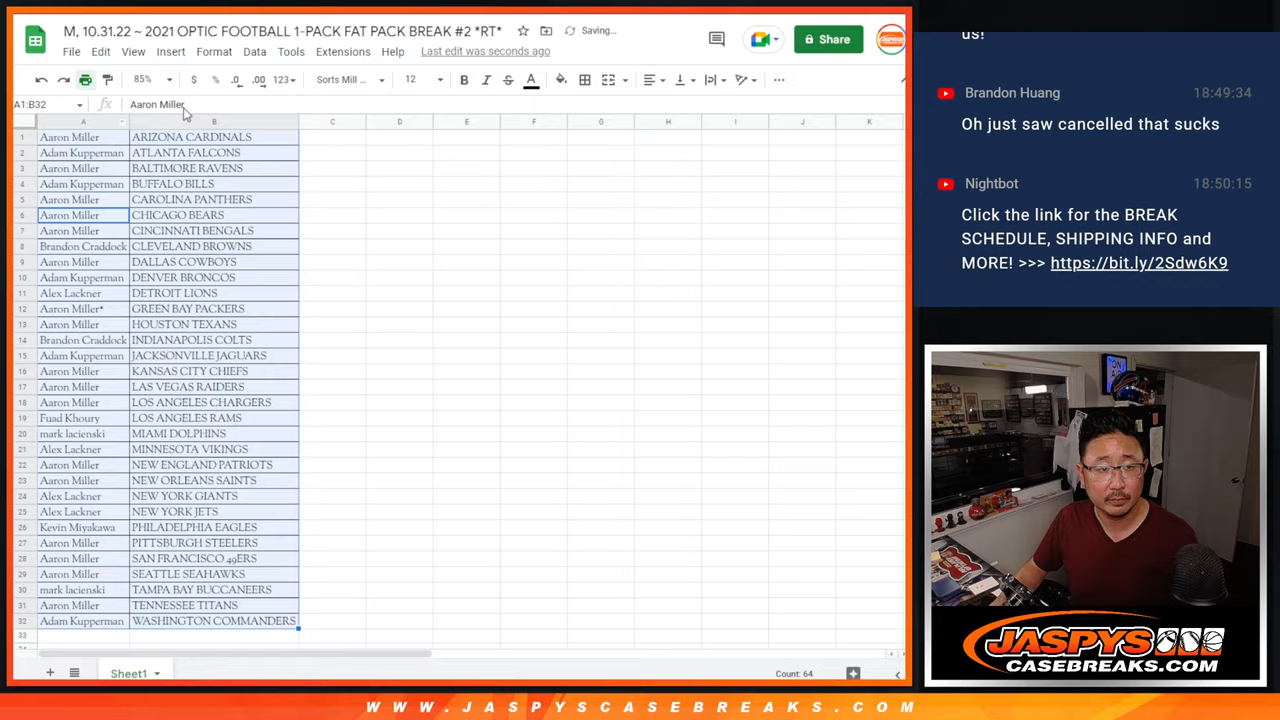 M, 10.31.22 ~ 2021 OPTIC FOOTBALL 1-PACK FAT PACK BREAK #2 *RT*
Saving...
File Edit View Insert Format Data Tools Extensions Help Last edit was seconds ago
Share
85% $ % .0 .00 123 Sorts Mill ... 12 B I S A
A1:B32 fx Aaron Miller
A B C D E F G H I J K
1 Aaron Miller ARIZONA CARDINALS
2 Adam Kupperman ATLANTA FALCONS
3 Aaron Miller BALTIMORE RAVENS
4 Adam Kupperman BUFFALO BILLS
5 Aaron Miller CAROLINA PANTHERS
6 Aaron Miller CHICAGO BEARS
7 Aaron Miller CINCINNATI BENGALS
8 Brandon Craddock CLEVELAND BROWNS
9 Aaron Miller DALLAS COWBOYS
10 Adam Kupperman DENVER BRONCOS
11 Alex Lackner DETROIT LIONS
12 Aaron Miller* GREEN BAY PACKERS
13 Aaron Miller HOUSTON TEXANS
14 Brandon Craddock INDIANAPOLIS COLTS
15 Adam Kupperman JACKSONVILLE JAGUARS
16 Aaron Miller KANSAS CITY CHIEFS
17 Aaron Miller LAS VEGAS RAIDERS
18 Aaron Miller LOS ANGELES CHARGERS
19 Fuad Khoury LOS ANGELES RAMS
20 mark lacienski MIAMI DOLPHINS
21 Alex Lackner MINNESOTA VIKINGS
22 Aaron Miller NEW ENGLAND PATRIOTS
23 Aaron Miller NEW ORLEANS SAINTS
24 Alex Lackner NEW YORK GIANTS
25 Alex Lackner NEW YORK JETS
26 Kevin Miyakawa PHILADELPHIA EAGLES
27 Aaron Miller PITTSBURGH STEELERS
28 Aaron Miller SAN FRANCISCO 49ERS
29 Aaron Miller SEATTLE SEAHAWKS
30 mark lacienski TAMPA BAY BUCCANEERS
31 Aaron Miller TENNESSEE TITANS
32 Adam Kupperman WASHINGTON COMMANDERS
33
Sheet1
Count: 64
us!
Brandon Huang 18:49:34
Oh just saw cancelled that sucks
Nightbot 18:50:15
Click the link for the BREAK
SCHEDULE, SHIPPING INFO and
MORE! >>> https://bit.ly/2Sdw6K9
JASPYS
CASEBREAKS.COM
WWW.JASPYSCASEBREAKS.COM